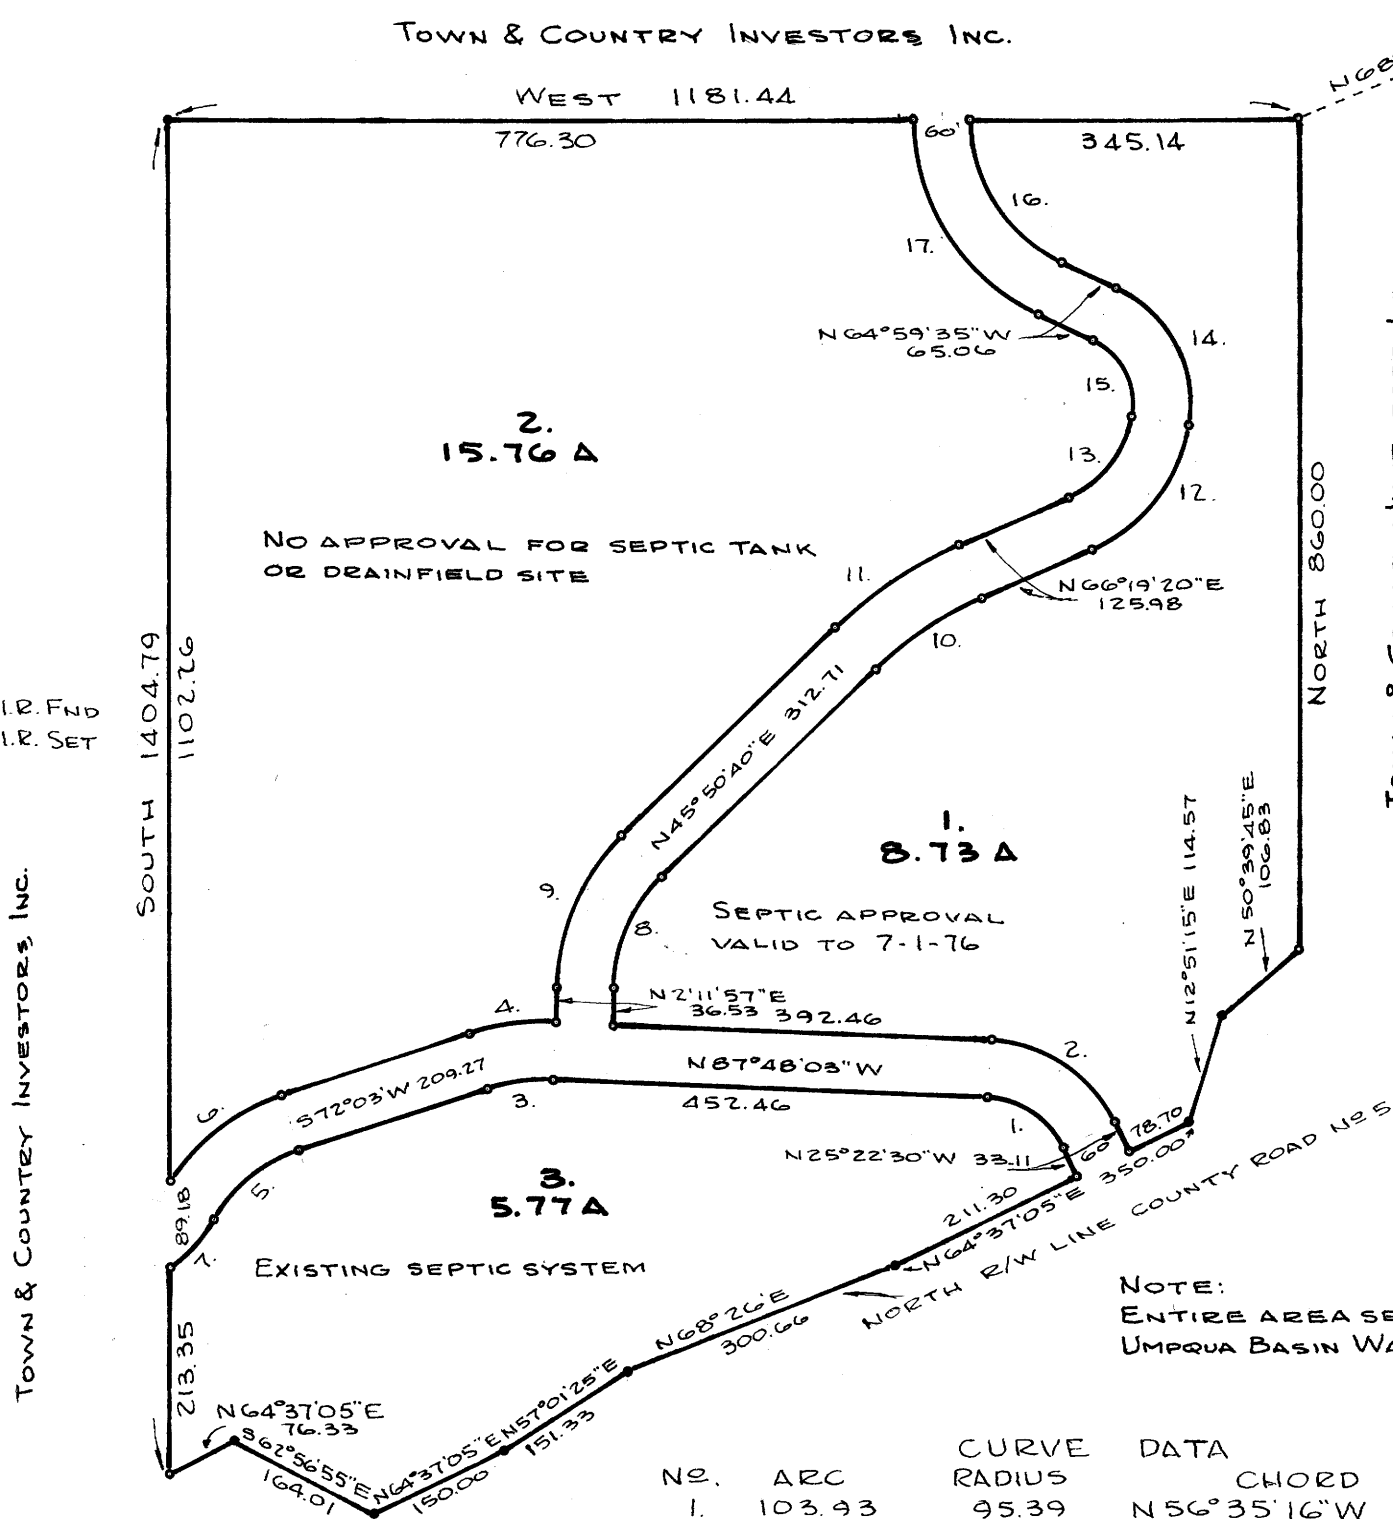 TOWN & COUNTRY INVESTORS INC.
N68
WEST 1181.44
776.30
60'
345.14
16.
17.
N64°59'35"W
65.06
14.
15.
13.
12.
2.
15.76 A
NO APPROVAL FOR SEPTIC TANK
OR DRAINFIELD SITE
11.
10.
N66°19'20"E
125.98
NORTH 860.00
SOUTH 1404.79
1102.26
I.R. FND
I.R. SET
N45°50'40"E 312.71
1.
8.73 A
9.
8.
SEPTIC APPROVAL
VALID TO 7-1-76
N12°51'15"E 114.57
N50°39'45"E
106.83
TOWN & COUNTRY INVESTORS, INC.
4.
N2°11'57"E
36.53
392.46
2.
N87°48'03"W
452.46
6.
S72°03'W 209.27
3.
1.
N25°22'30"W 33.11
60'
78.70
5.
7.
89.18
3.
5.77 A
EXISTING SEPTIC SYSTEM
211.30
N64°37'05"E 350.00'
NORTH R/W LINE COUNTY ROAD Nº 5
N68°26'E
300.66
NOTE:
ENTIRE AREA SE
UMPQUA BASIN WA
213.35
N64°37'05"E
76.33
S62°56'55"E
164.01
N64°37'05"E
150.00
N57°01'25"E
151.33
CURVE DATA
Nº. ARC RADIUS CHORD
1. 103.93 95.39 N56°35'16"W